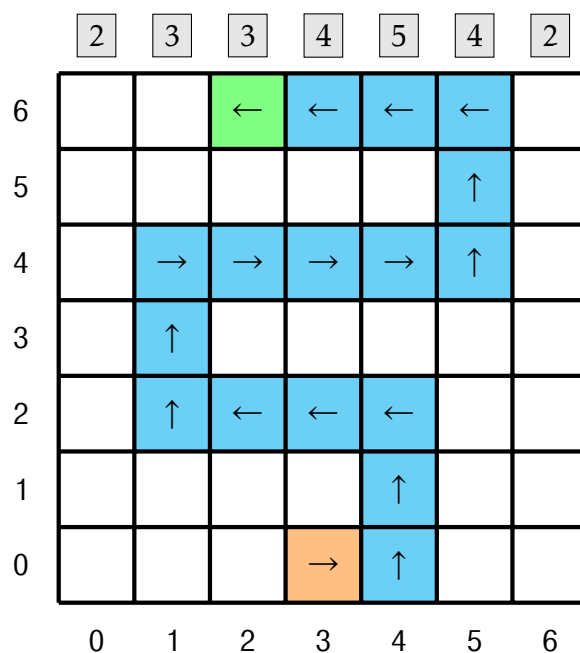 2 3 3 4 5 4 2
6 ← ← ← ←
5 ↑
4 → → → → ↑
3 ↑
2 ↑ ← ← ←
1 ↑
0 → ↑
0 1 2 3 4 5 6